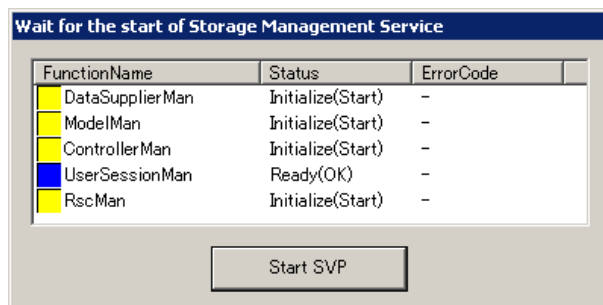 Wait for the start of Storage Management Service
FunctionName Status ErrorCode
DataSupplierMan Initialize(Start) -
ModelMan Initialize(Start) -
ControllerMan Initialize(Start) -
UserSessionMan Ready(OK) -
RscMan Initialize(Start) -
Start SVP